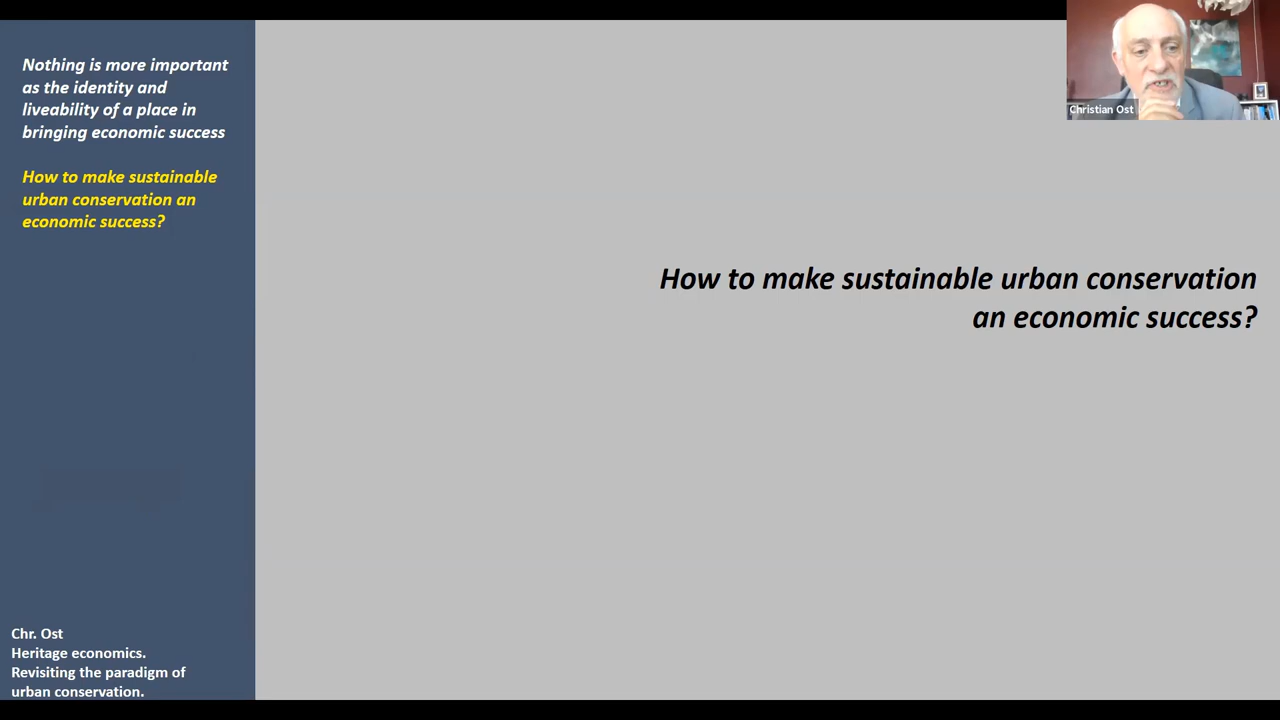 Nothing is more important
as the identity and
liveability of a place in
bringing economic success
How to make sustainable
urban conservation an
economic success?
How to make sustainable urban conservation
an economic success?
Christian Ost
Chr. Ost
Heritage economics.
Revisiting the paradigm of
urban conservation.